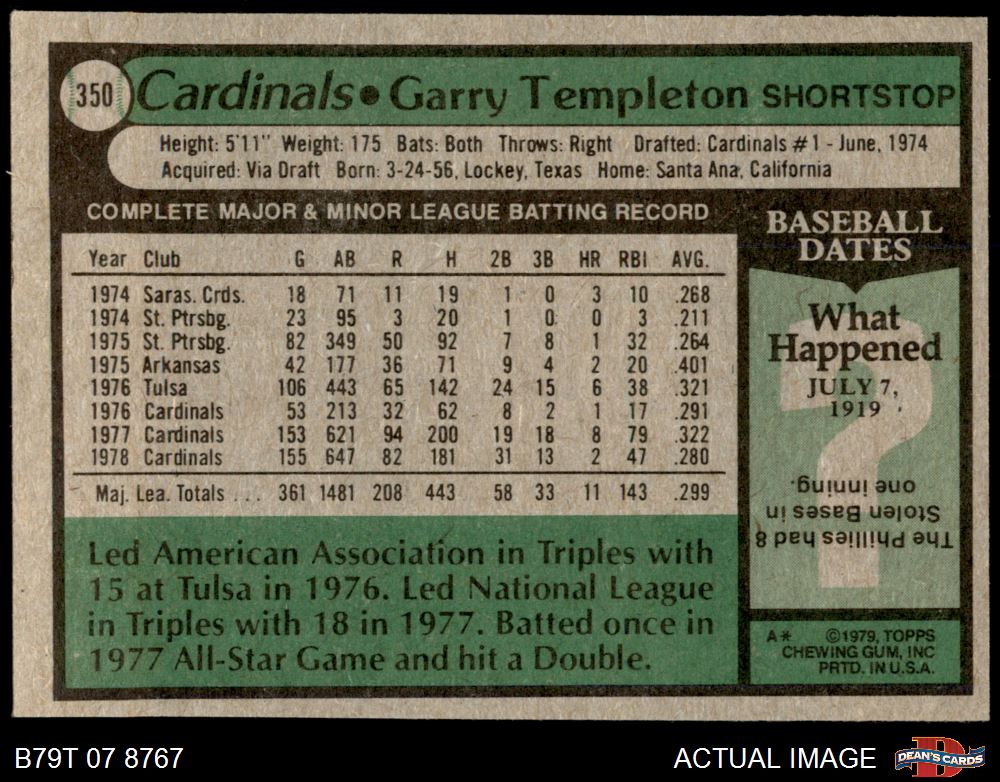 350 Cardinals • Garry Templeton SHORTSTOP
Height: 5'11" Weight: 175 Bats: Both Throws: Right Drafted: Cardinals #1 - June, 1974
Acquired: Via Draft Born: 3-24-56, Lockey, Texas Home: Santa Ana, California
COMPLETE MAJOR & MINOR LEAGUE BATTING RECORD
Year Club G AB R H 2B 3B HR RBI AVG.
1974 Saras. Crds. 18 71 11 19 1 0 3 10 .268
1974 St. Ptrsbg. 23 95 3 20 1 0 0 3 .211
1975 St. Ptrsbg. 82 349 50 92 7 8 1 32 .264
1975 Arkansas 42 177 36 71 9 4 2 20 .401
1976 Tulsa 106 443 65 142 24 15 6 38 .321
1976 Cardinals 53 213 32 62 8 2 1 17 .291
1977 Cardinals 153 621 94 200 19 18 8 79 .322
1978 Cardinals 155 647 82 181 31 13 2 47 .280
Maj. Lea. Totals ... 361 1481 208 443 58 33 11 143 .299
Led American Association in Triples with
15 at Tulsa in 1976. Led National League
in Triples with 18 in 1977. Batted once in
1977 All-Star Game and hit a Double.
BASEBALL
DATES
What
Happened
JULY 7,
1919
?
The Phillies had 8
Stolen Bases in
one inning.
A* ©1979, TOPPS
CHEWING GUM, INC
PRTD. IN U.S.A.
B79T 07 8767
ACTUAL IMAGE
D
DEAN'S CARDS